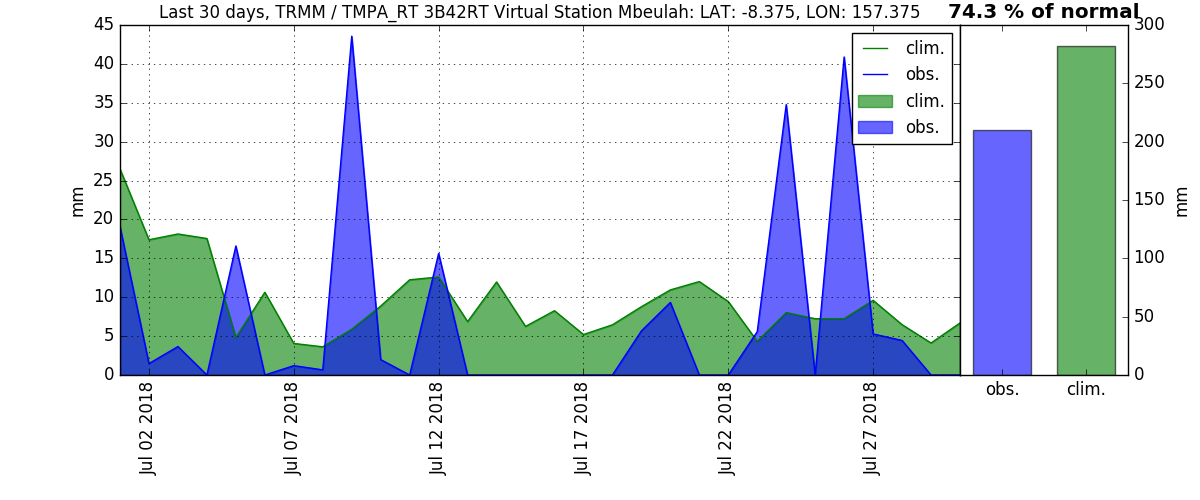 Last 30 days, TRMM / TMPA_RT 3B42RT Virtual Station Mbeulah: LAT: -8.375, LON: 157.375
74.3 % of normal
45
40
35
30
25
20
15
10
5
0
mm
Jul 02 2018
Jul 07 2018
Jul 12 2018
Jul 17 2018
Jul 22 2018
Jul 27 2018
clim.
obs.
clim.
obs.
300
250
200
150
100
50
0
mm
obs.
clim.